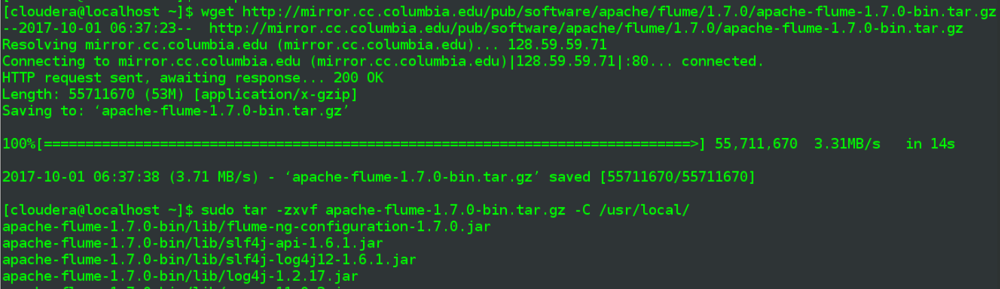 [cloudera@localhost ~]$ wget http://mirror.cc.columbia.edu/pub/software/apache/flume/1.7.0/apache-flume-1.7.0-bin.tar.gz
--2017-10-01 06:37:23--  http://mirror.cc.columbia.edu/pub/software/apache/flume/1.7.0/apache-flume-1.7.0-bin.tar.gz
Resolving mirror.cc.columbia.edu (mirror.cc.columbia.edu)... 128.59.59.71
Connecting to mirror.cc.columbia.edu (mirror.cc.columbia.edu)|128.59.59.71|:80... connected.
HTTP request sent, awaiting response... 200 OK
Length: 55711670 (53M) [application/x-gzip]
Saving to: ‘apache-flume-1.7.0-bin.tar.gz’
100%[==============================================================================>] 55,711,670  3.31MB/s   in 14s
2017-10-01 06:37:38 (3.71 MB/s) - ‘apache-flume-1.7.0-bin.tar.gz’ saved [55711670/55711670]
[cloudera@localhost ~]$ sudo tar -zxvf apache-flume-1.7.0-bin.tar.gz -C /usr/local/
apache-flume-1.7.0-bin/lib/flume-ng-configuration-1.7.0.jar
apache-flume-1.7.0-bin/lib/slf4j-api-1.6.1.jar
apache-flume-1.7.0-bin/lib/slf4j-log4j12-1.6.1.jar
apache-flume-1.7.0-bin/lib/log4j-1.2.17.jar